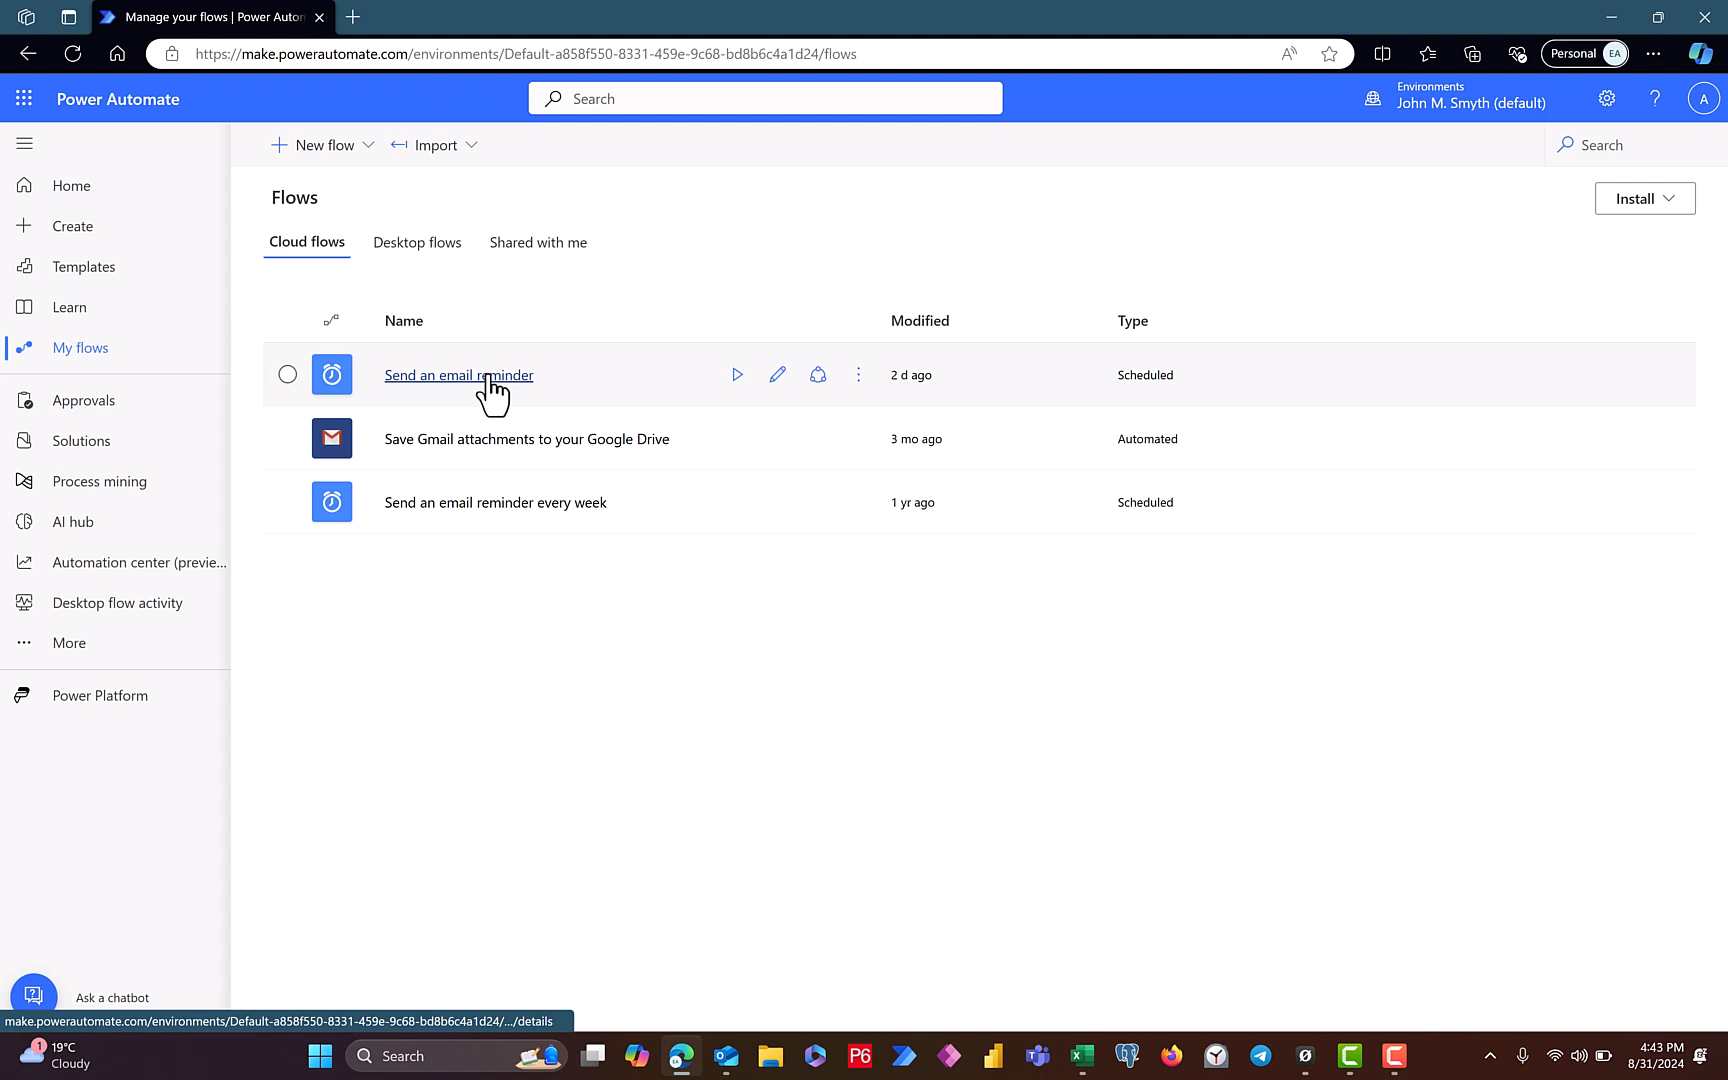 Manage your flows | Power Autom
https://make.powerautomate.com/environments/Default-a858f550-8331-459e-9c68-bd8b6c4a1d24/flows
Personal EA
Power Automate
Search
Environments
John M. Smyth (default)
A
New flow
Import
Search
Home
Create
Templates
Learn
My flows
Approvals
Solutions
Process mining
AI hub
Automation center (previe...
Desktop flow activity
More
Power Platform
Ask a chatbot
Flows
Install
Cloud flows
Desktop flows
Shared with me
Name
Modified
Type
Send an email reminder
2 d ago
Scheduled
Save Gmail attachments to your Google Drive
3 mo ago
Automated
Send an email reminder every week
1 yr ago
Scheduled
make.powerautomate.com/environments/Default-a858f550-8331-459e-9c68-bd8b6c4a1d24/.../details
1
19°C
Cloudy
Search
EA
P6
4:43 PM
8/31/2024